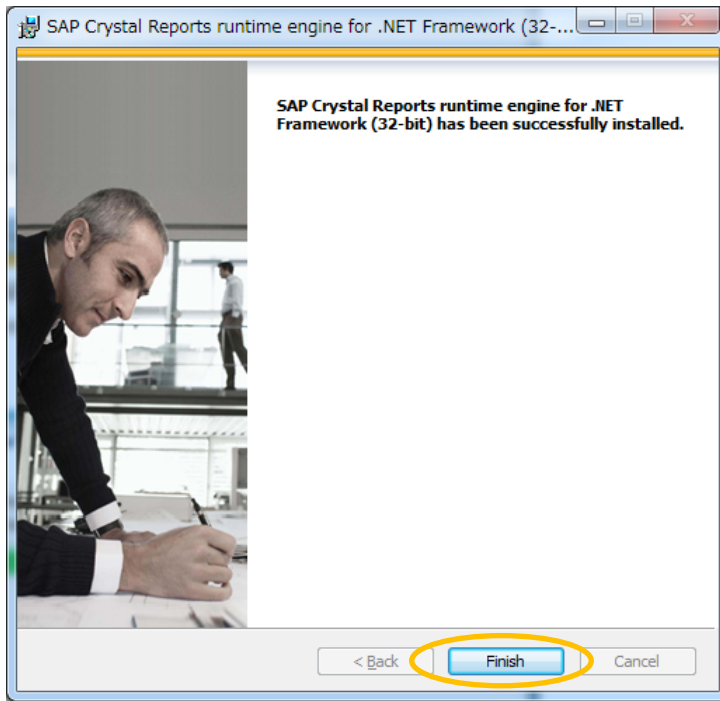 SAP Crystal Reports runtime engine for .NET Framework (32-...
SAP Crystal Reports runtime engine for .NET
Framework (32-bit) has been successfully installed.
< Back
Finish
Cancel